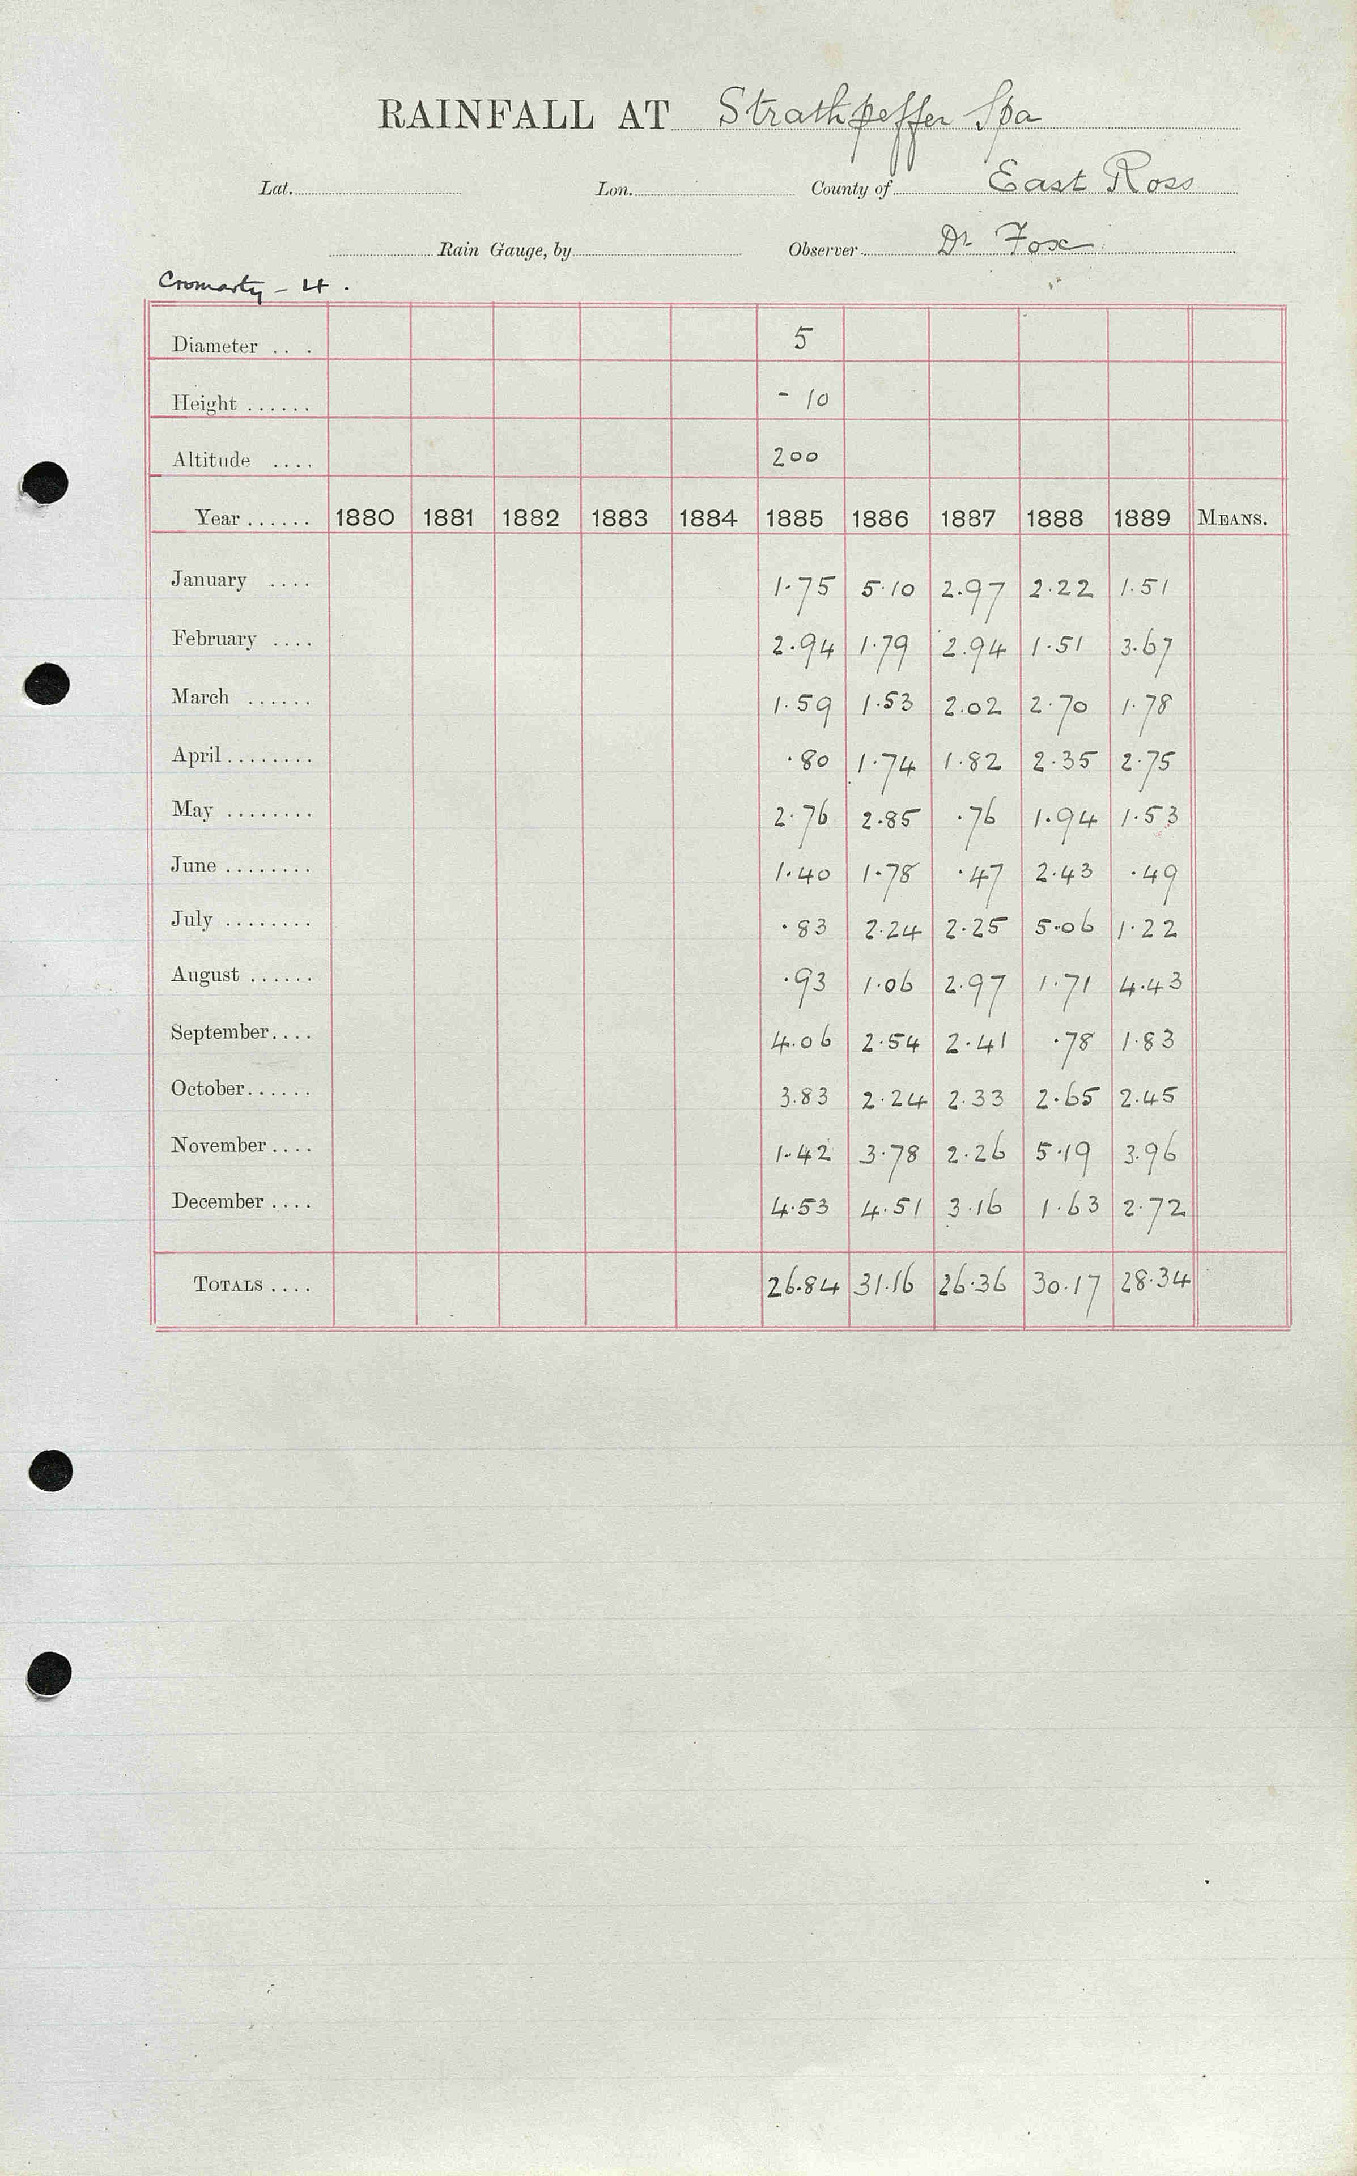 RAINFALL AT Strathpeffer Spa
Lat. Lon. County of East Ross
Rain Gauge, by Observer Dr Fox
Cromarty - 4.
Diameter ... 5
Height ...... - 10
Altitude .... 200
Year ...... 1880 1881 1882 1883 1884 1885 1886 1887 1888 1889 MEANS.
January .... 1.75 5.10 2.97 2.22 1.51
February .... 2.94 1.79 2.94 1.51 3.67
March ...... 1.59 1.53 2.02 2.70 1.78
April........ .80 1.74 1.82 2.35 2.75
May ........ 2.76 2.85 .76 1.94 1.53
June ........ 1.40 1.78 .47 2.43 .49
July ........ .83 2.24 2.25 5.06 1.22
August ...... .93 1.06 2.97 1.71 4.43
September.... 4.06 2.54 2.41 .78 1.83
October...... 3.83 2.24 2.33 2.65 2.45
November.... 1.42 3.78 2.26 5.19 3.96
December.... 4.53 4.51 3.16 1.63 2.72
TOTALS .... 26.84 31.16 26.36 30.17 28.34